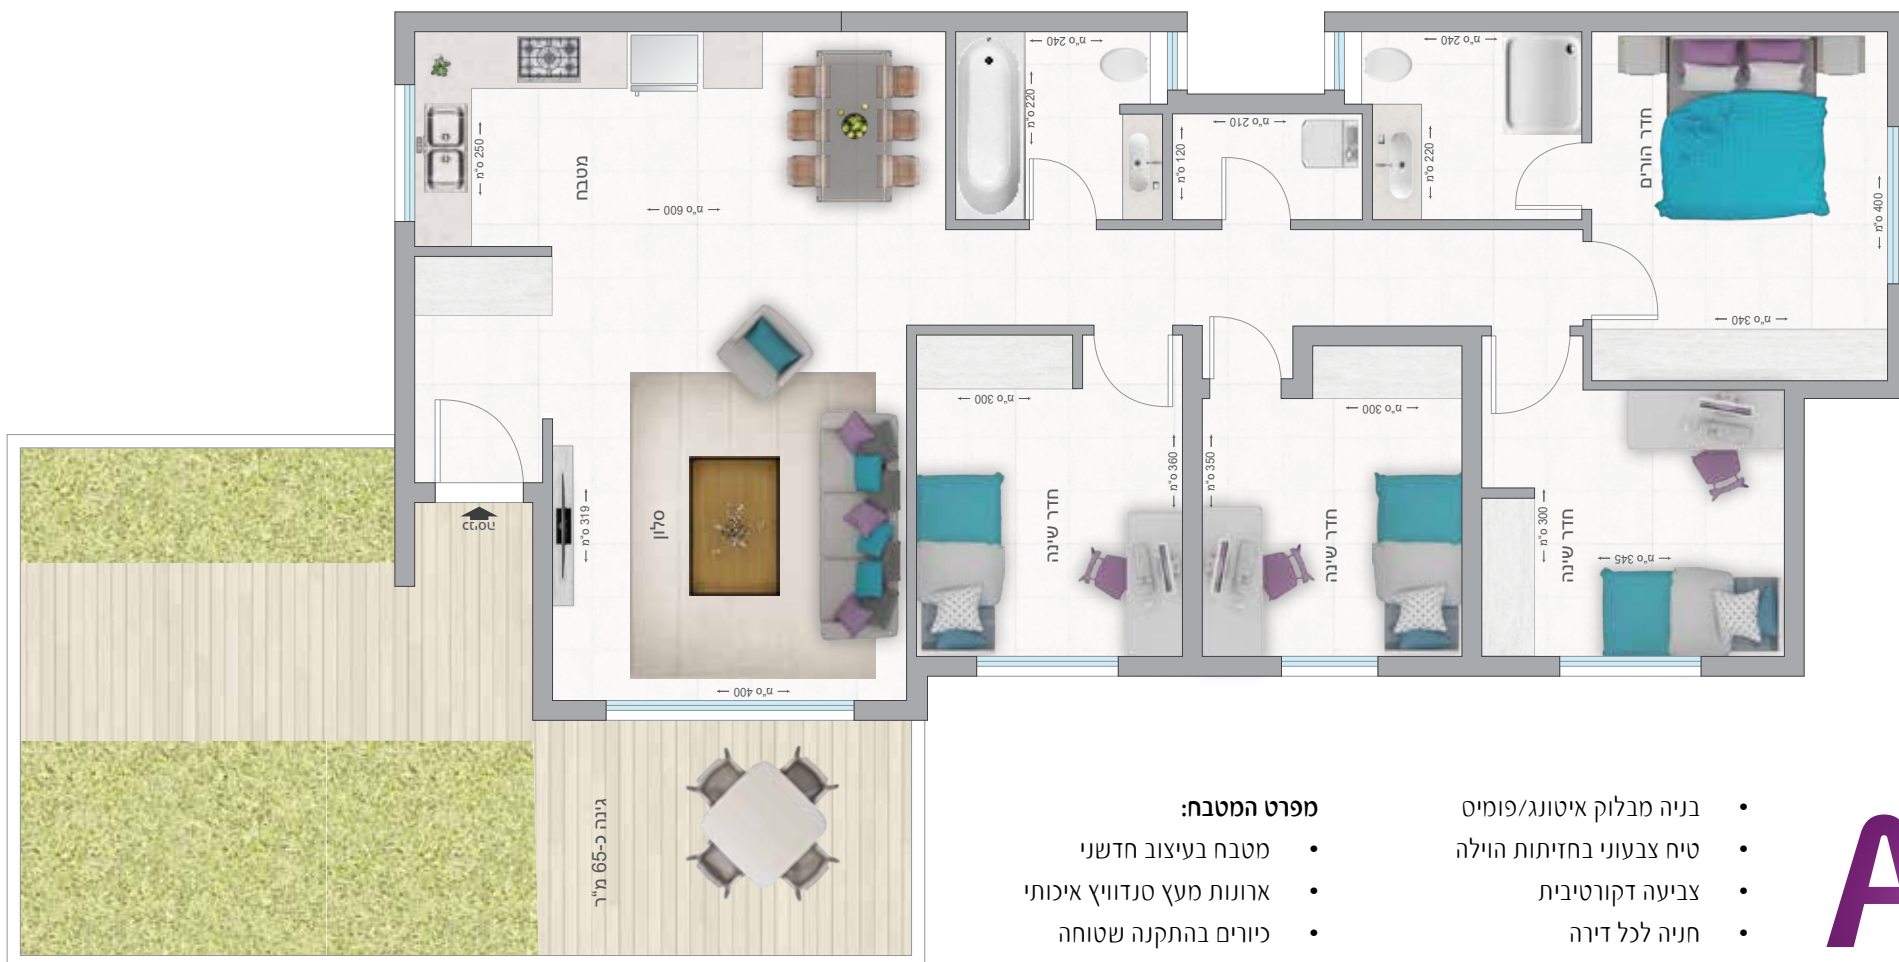 240 ס"מ
240 ס"מ
220 ס"מ
250 ס"מ
מטבח
600 ס"מ
120 ס"מ
210 ס"מ
220 ס"מ
חדר הורים
400 ס"מ
340 ס"מ
300 ס"מ
360 ס"מ
350 ס"מ
300 ס"מ
כניסה
319 ס"מ
סלון
חדר שינה
חדר שינה
300 ס"מ
חדר שינה
345 ס"מ
400 ס"מ
גינה כ-65 מ"ר
מפרט המטבח:
• מטבח בעיצוב חדשני
• ארונות מעץ סנדוויץ איכותי
• כיורים בהתקנה שטוחה
• בניה מבלוק איטונג/פומיס
• טיח צבעוני בחזיתות הוילה
• צביעה דקורטיבית
• חניה לכל דירה
A